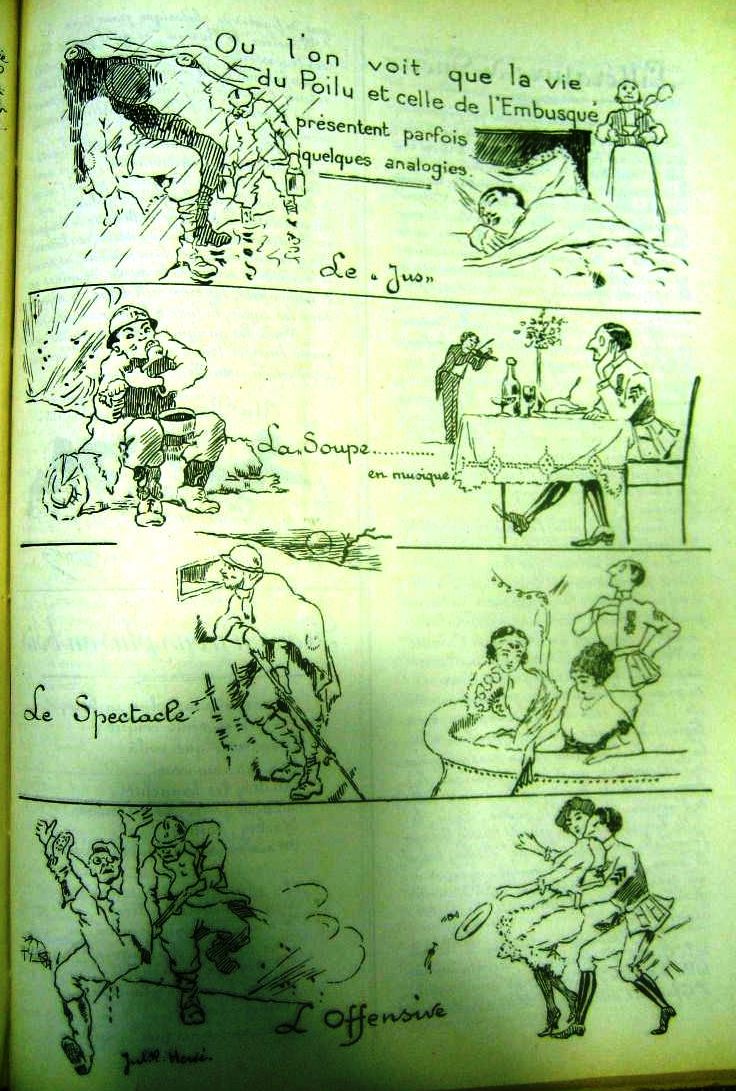 Ou l'on voit que la vie
du Poilu et celle de l'Embusqué
présentent parfois
quelques analogies.
Le "Jus"
La Soupe..........
en musique
Le Spectacle
L'Offensive